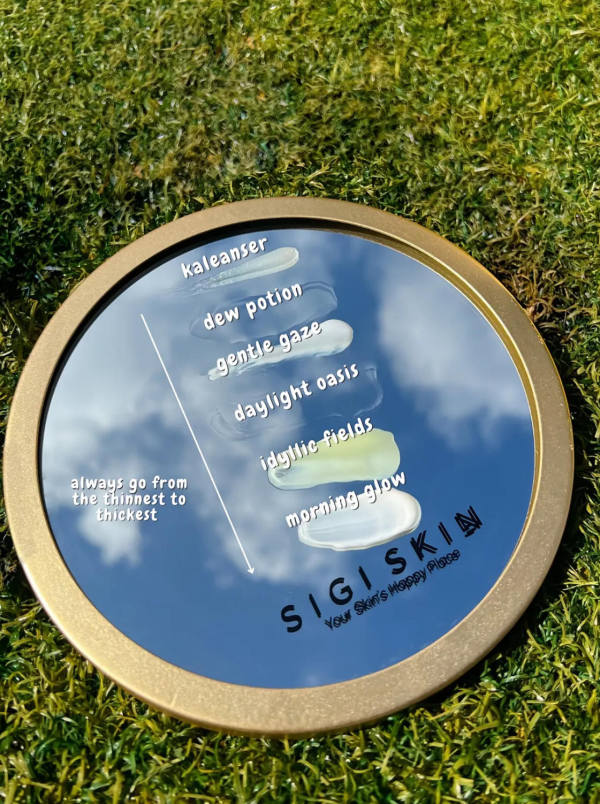 kaleanser
dew potion
gentle gaze
daylight oasis
idyllic fields
morning glow
always go from
the thinnest to
thickest
SIGI SKIN
Your Skin's Happy Place